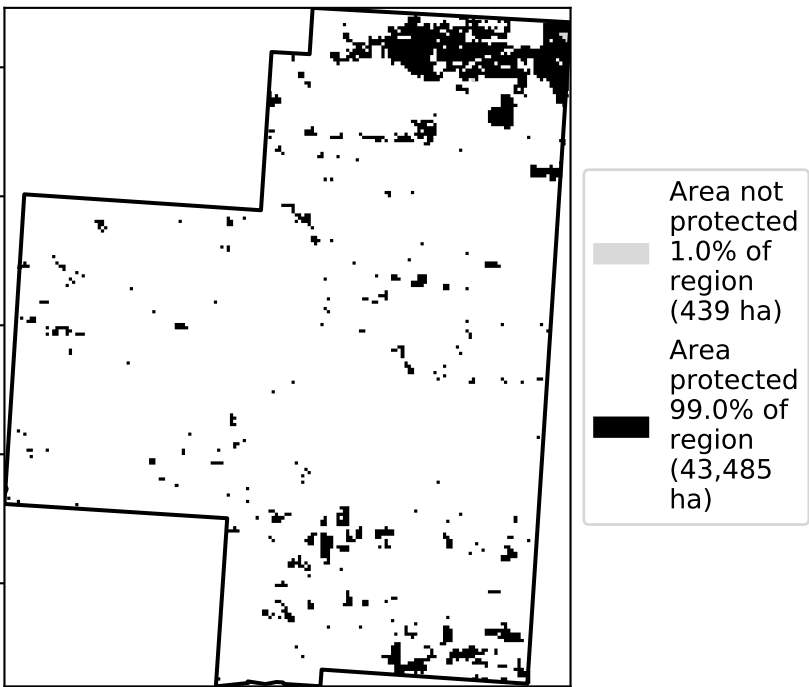 Area not
protected
1.0% of
region
(439 ha)
Area
protected
99.0% of
region
(43,485
ha)